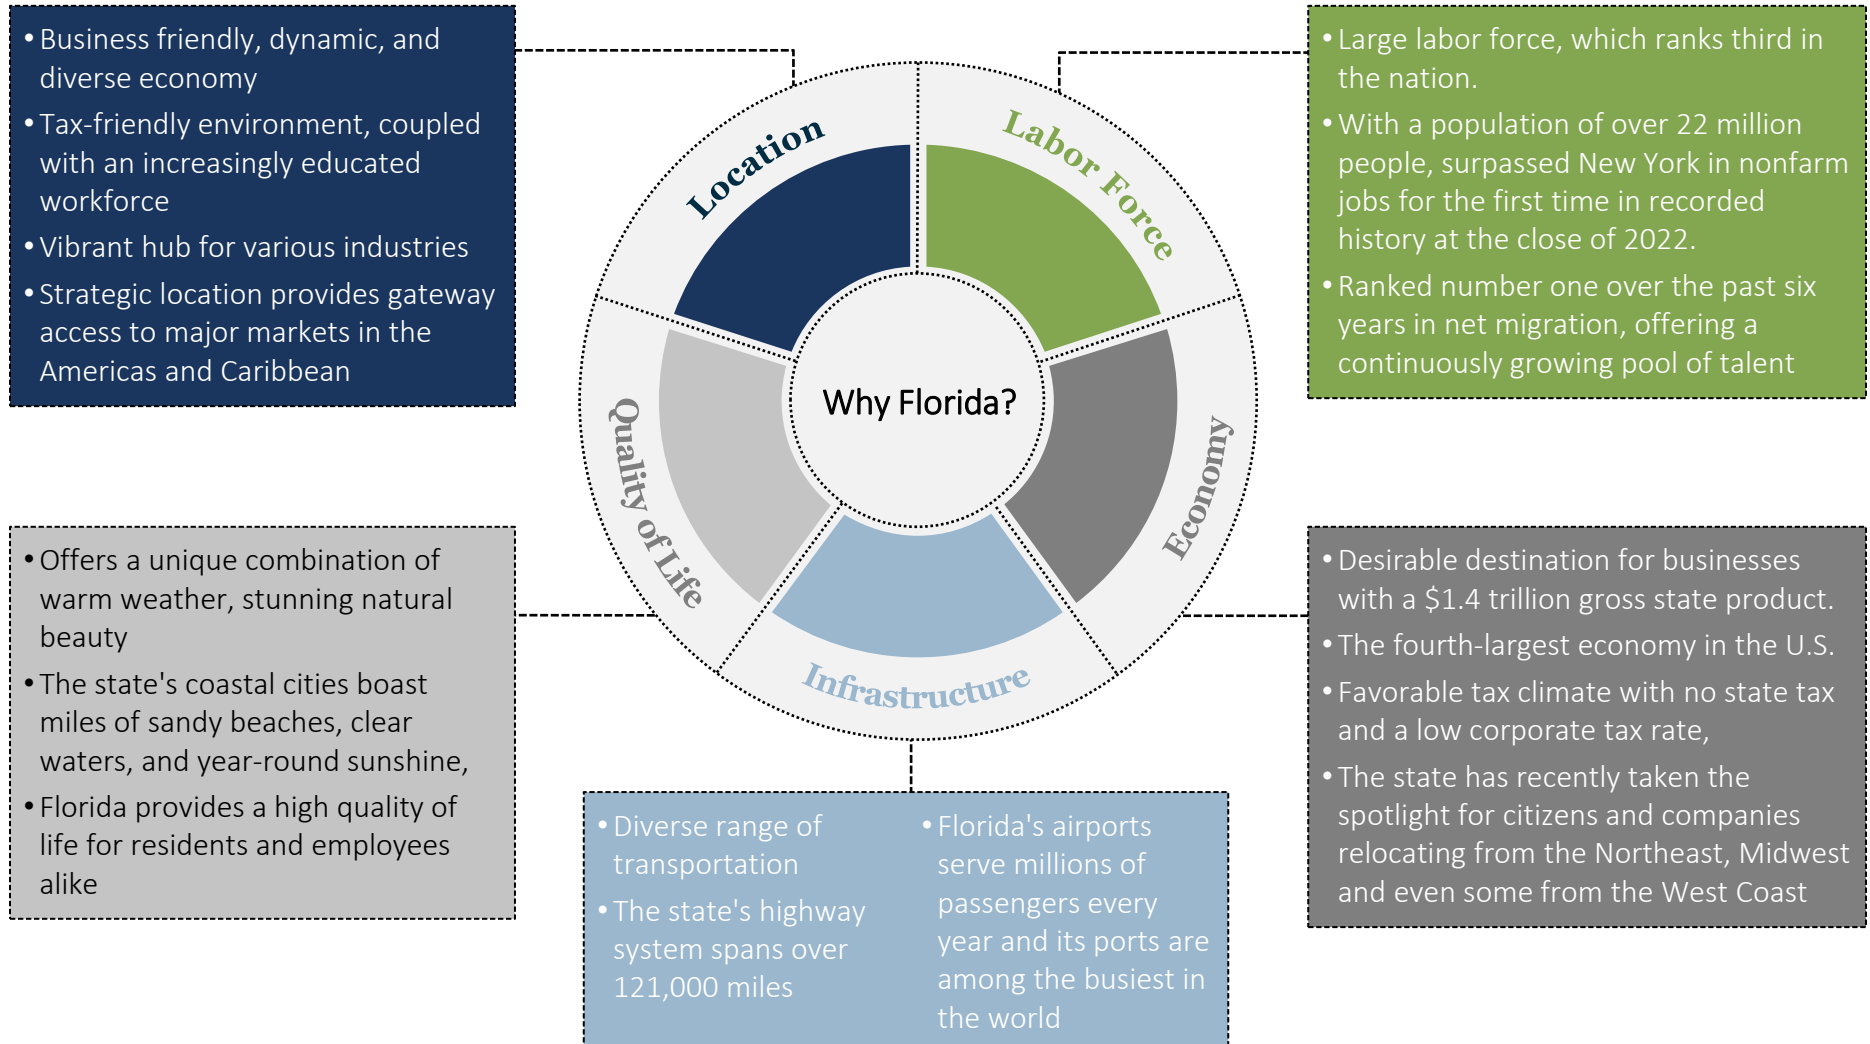 • Business friendly, dynamic, and
diverse economy
• Tax-friendly environment, coupled
with an increasingly educated
workforce
• Vibrant hub for various industries
• Strategic location provides gateway
access to major markets in the
Americas and Caribbean
• Large labor force, which ranks third in
the nation.
• With a population of over 22 million
people, surpassed New York in nonfarm
jobs for the first time in recorded
history at the close of 2022.
• Ranked number one over the past six
years in net migration, offering a
continuously growing pool of talent
Location
Labor Force
Why Florida?
Quality of Life
Economy
Infrastructure
• Offers a unique combination of
warm weather, stunning natural
beauty
• The state's coastal cities boast
miles of sandy beaches, clear
waters, and year-round sunshine,
• Florida provides a high quality of
life for residents and employees
alike
• Diverse range of
transportation
• The state's highway
system spans over
121,000 miles
• Florida's airports
serve millions of
passengers every
year and its ports are
among the busiest in
the world
• Desirable destination for businesses
with a $1.4 trillion gross state product.
• The fourth-largest economy in the U.S.
• Favorable tax climate with no state tax
and a low corporate tax rate,
• The state has recently taken the
spotlight for citizens and companies
relocating from the Northeast, Midwest
and even some from the West Coast